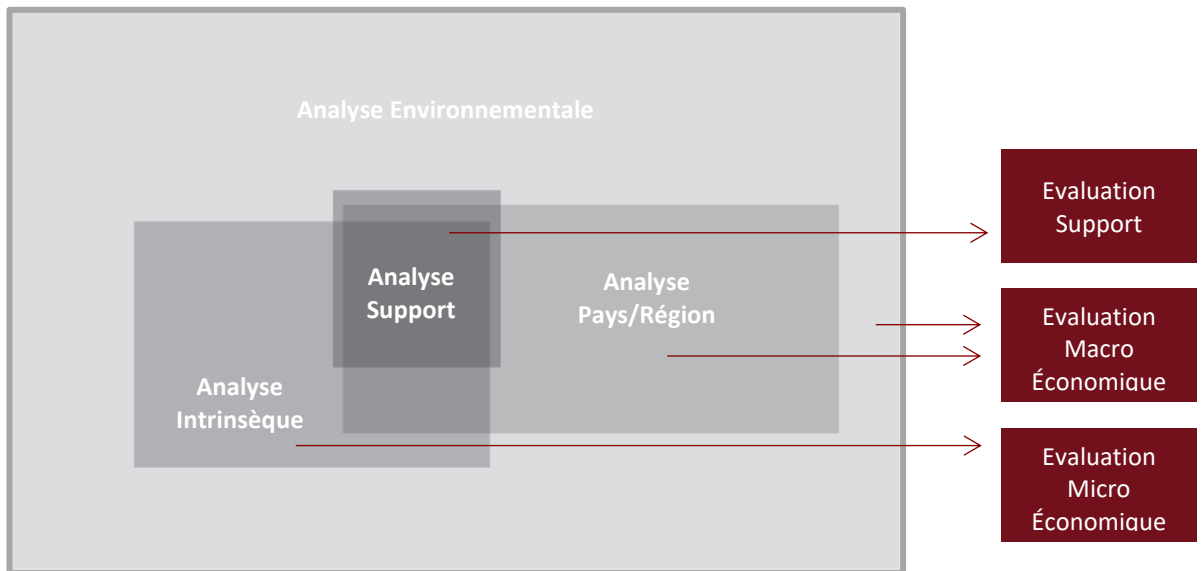 Analyse Environnementale
Analyse
Support
Analyse
Pays/Région
Analyse
Intrinsèque
Evaluation
Support
Evaluation
Macro
Économique
Evaluation
Micro
Économique